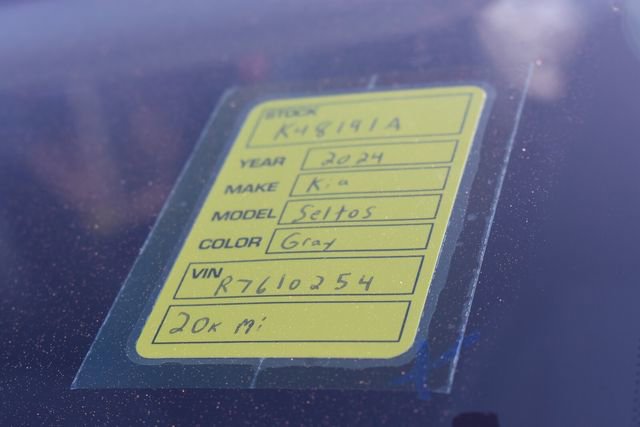 STOCK
K48191A
YEAR 2024
MAKE Kia
MODEL Seltos
COLOR Gray
VIN
R7610254
20K Mi